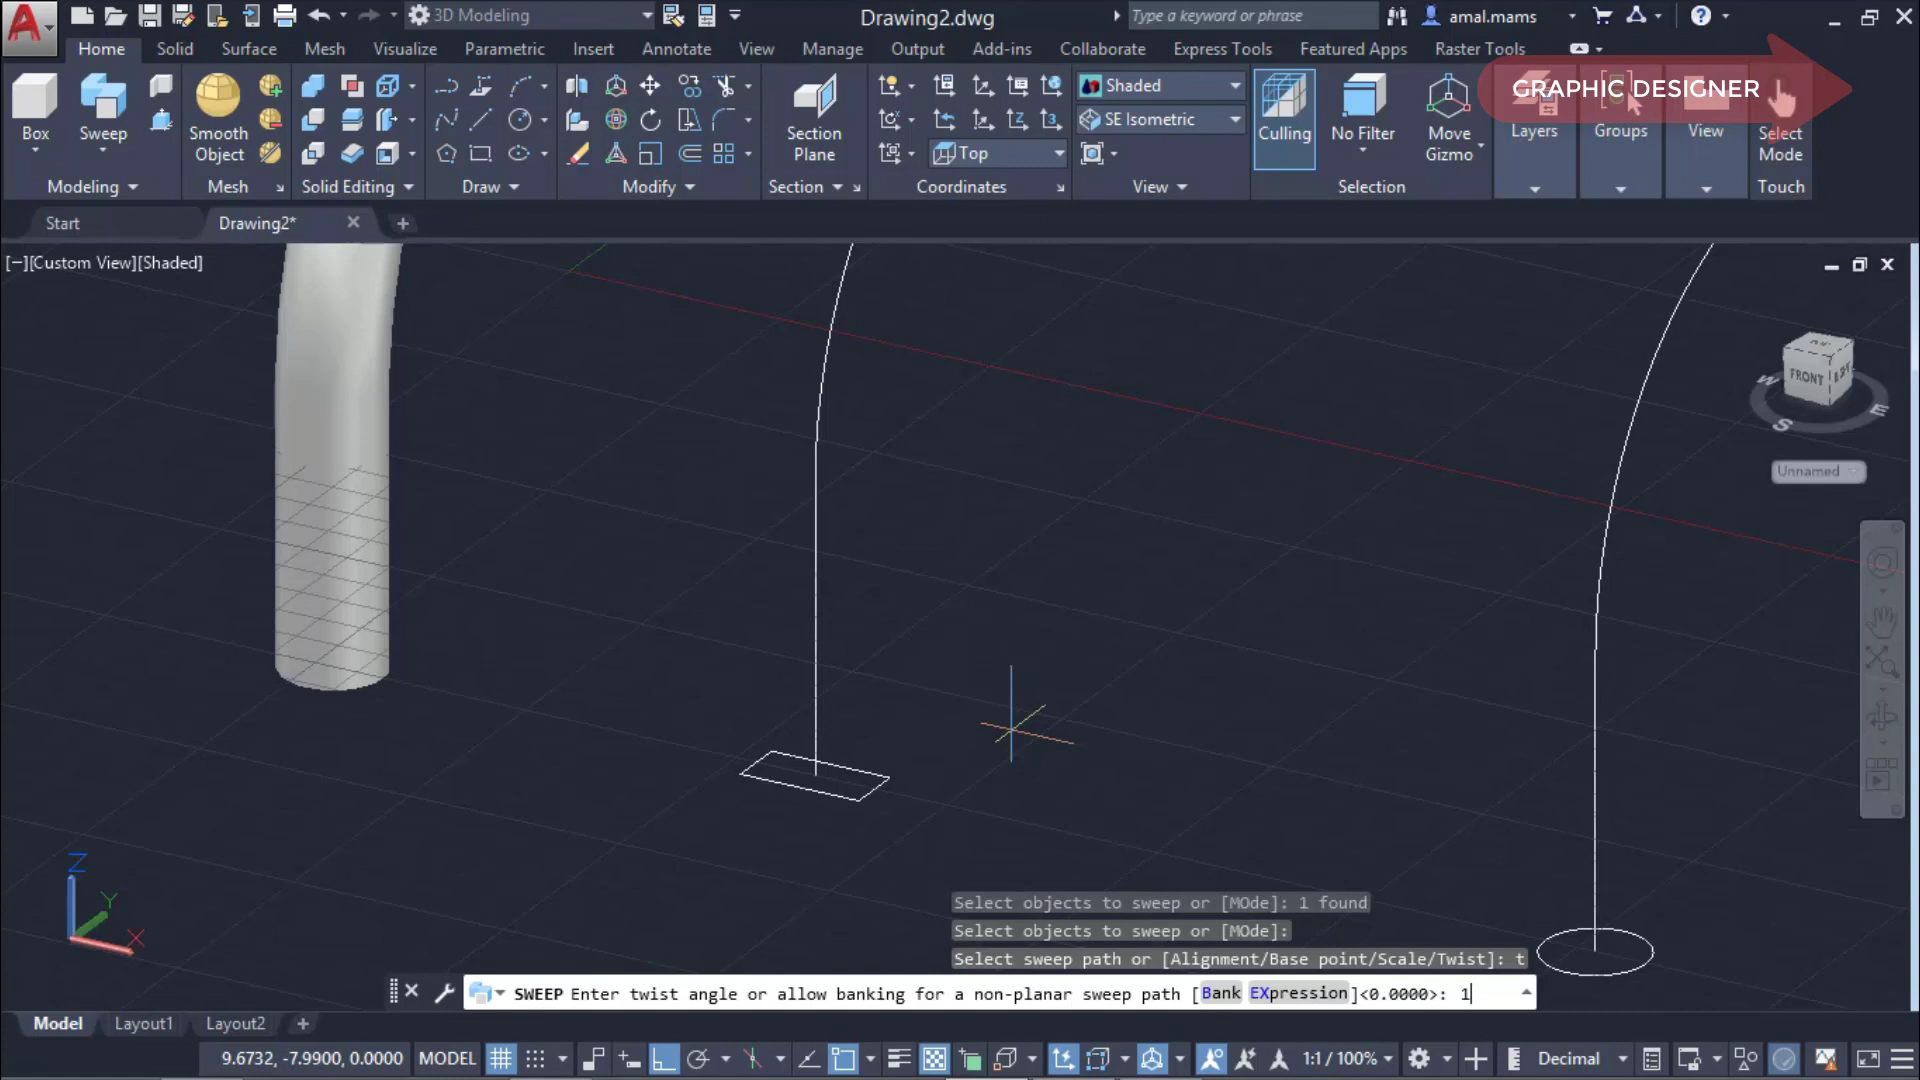 3D Modeling
Drawing2.dwg
Type a keyword or phrase
amal.mams
Home
Solid
Surface
Mesh
Visualize
Parametric
Insert
Annotate
View
Manage
Output
Add-ins
Collaborate
Express Tools
Featured Apps
Raster Tools
GRAPHIC DESIGNER
Box
Sweep
Smooth
Object
Section
Plane
Shaded
SE Isometric
Top
Culling
No Filter
Move
Gizmo
Layers
Groups
View
Select
Mode
Modeling
Mesh
Solid Editing
Draw
Modify
Section
Coordinates
View
Selection
Touch
Start
Drawing2*
[−][Custom View][Shaded]
FRONT
W
S
E
Unnamed
Z
Y
X
Select objects to sweep or [MOde]: 1 found
Select objects to sweep or [MOde]:
Select sweep path or [Alignment/Base point/Scale/Twist]: t
SWEEP Enter twist angle or allow banking for a non-planar sweep path [Bank EXpression]<0.0000>: 1
Model
Layout1
Layout2
9.6732, -7.9900, 0.0000
MODEL
1:1 / 100%
Decimal